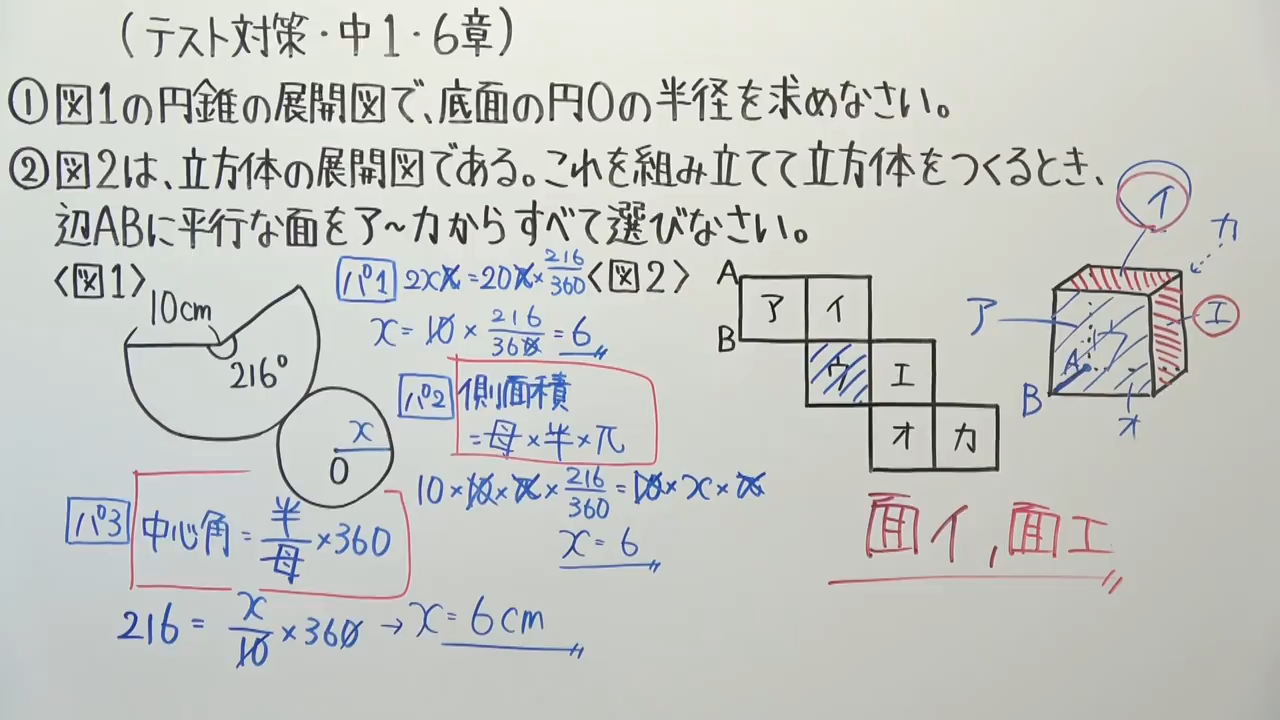 (テスト対策・中1・6章)
①図1の円錐の展開図で、底面の円Oの半径を求めなさい。
②図2は、立方体の展開図である。これを組み立てて立方体をつくるとき、
辺ABに平行な面をア~カからすべて選びなさい。
<図1>
10cm
216°
x
O
パ1 2xπ=20π×216/360
x=10×216/360=6
パ2 側面積
=母×半×π
10×10×π×216/360=10×x×π
x=6
パ3 中心角=半/母×360
216=x/10×360→x=6cm
<図2>
A
B
ア イ
ウ エ
オ カ
イ
カ
ア
エ
ウ
A
B
オ
面イ,面エ